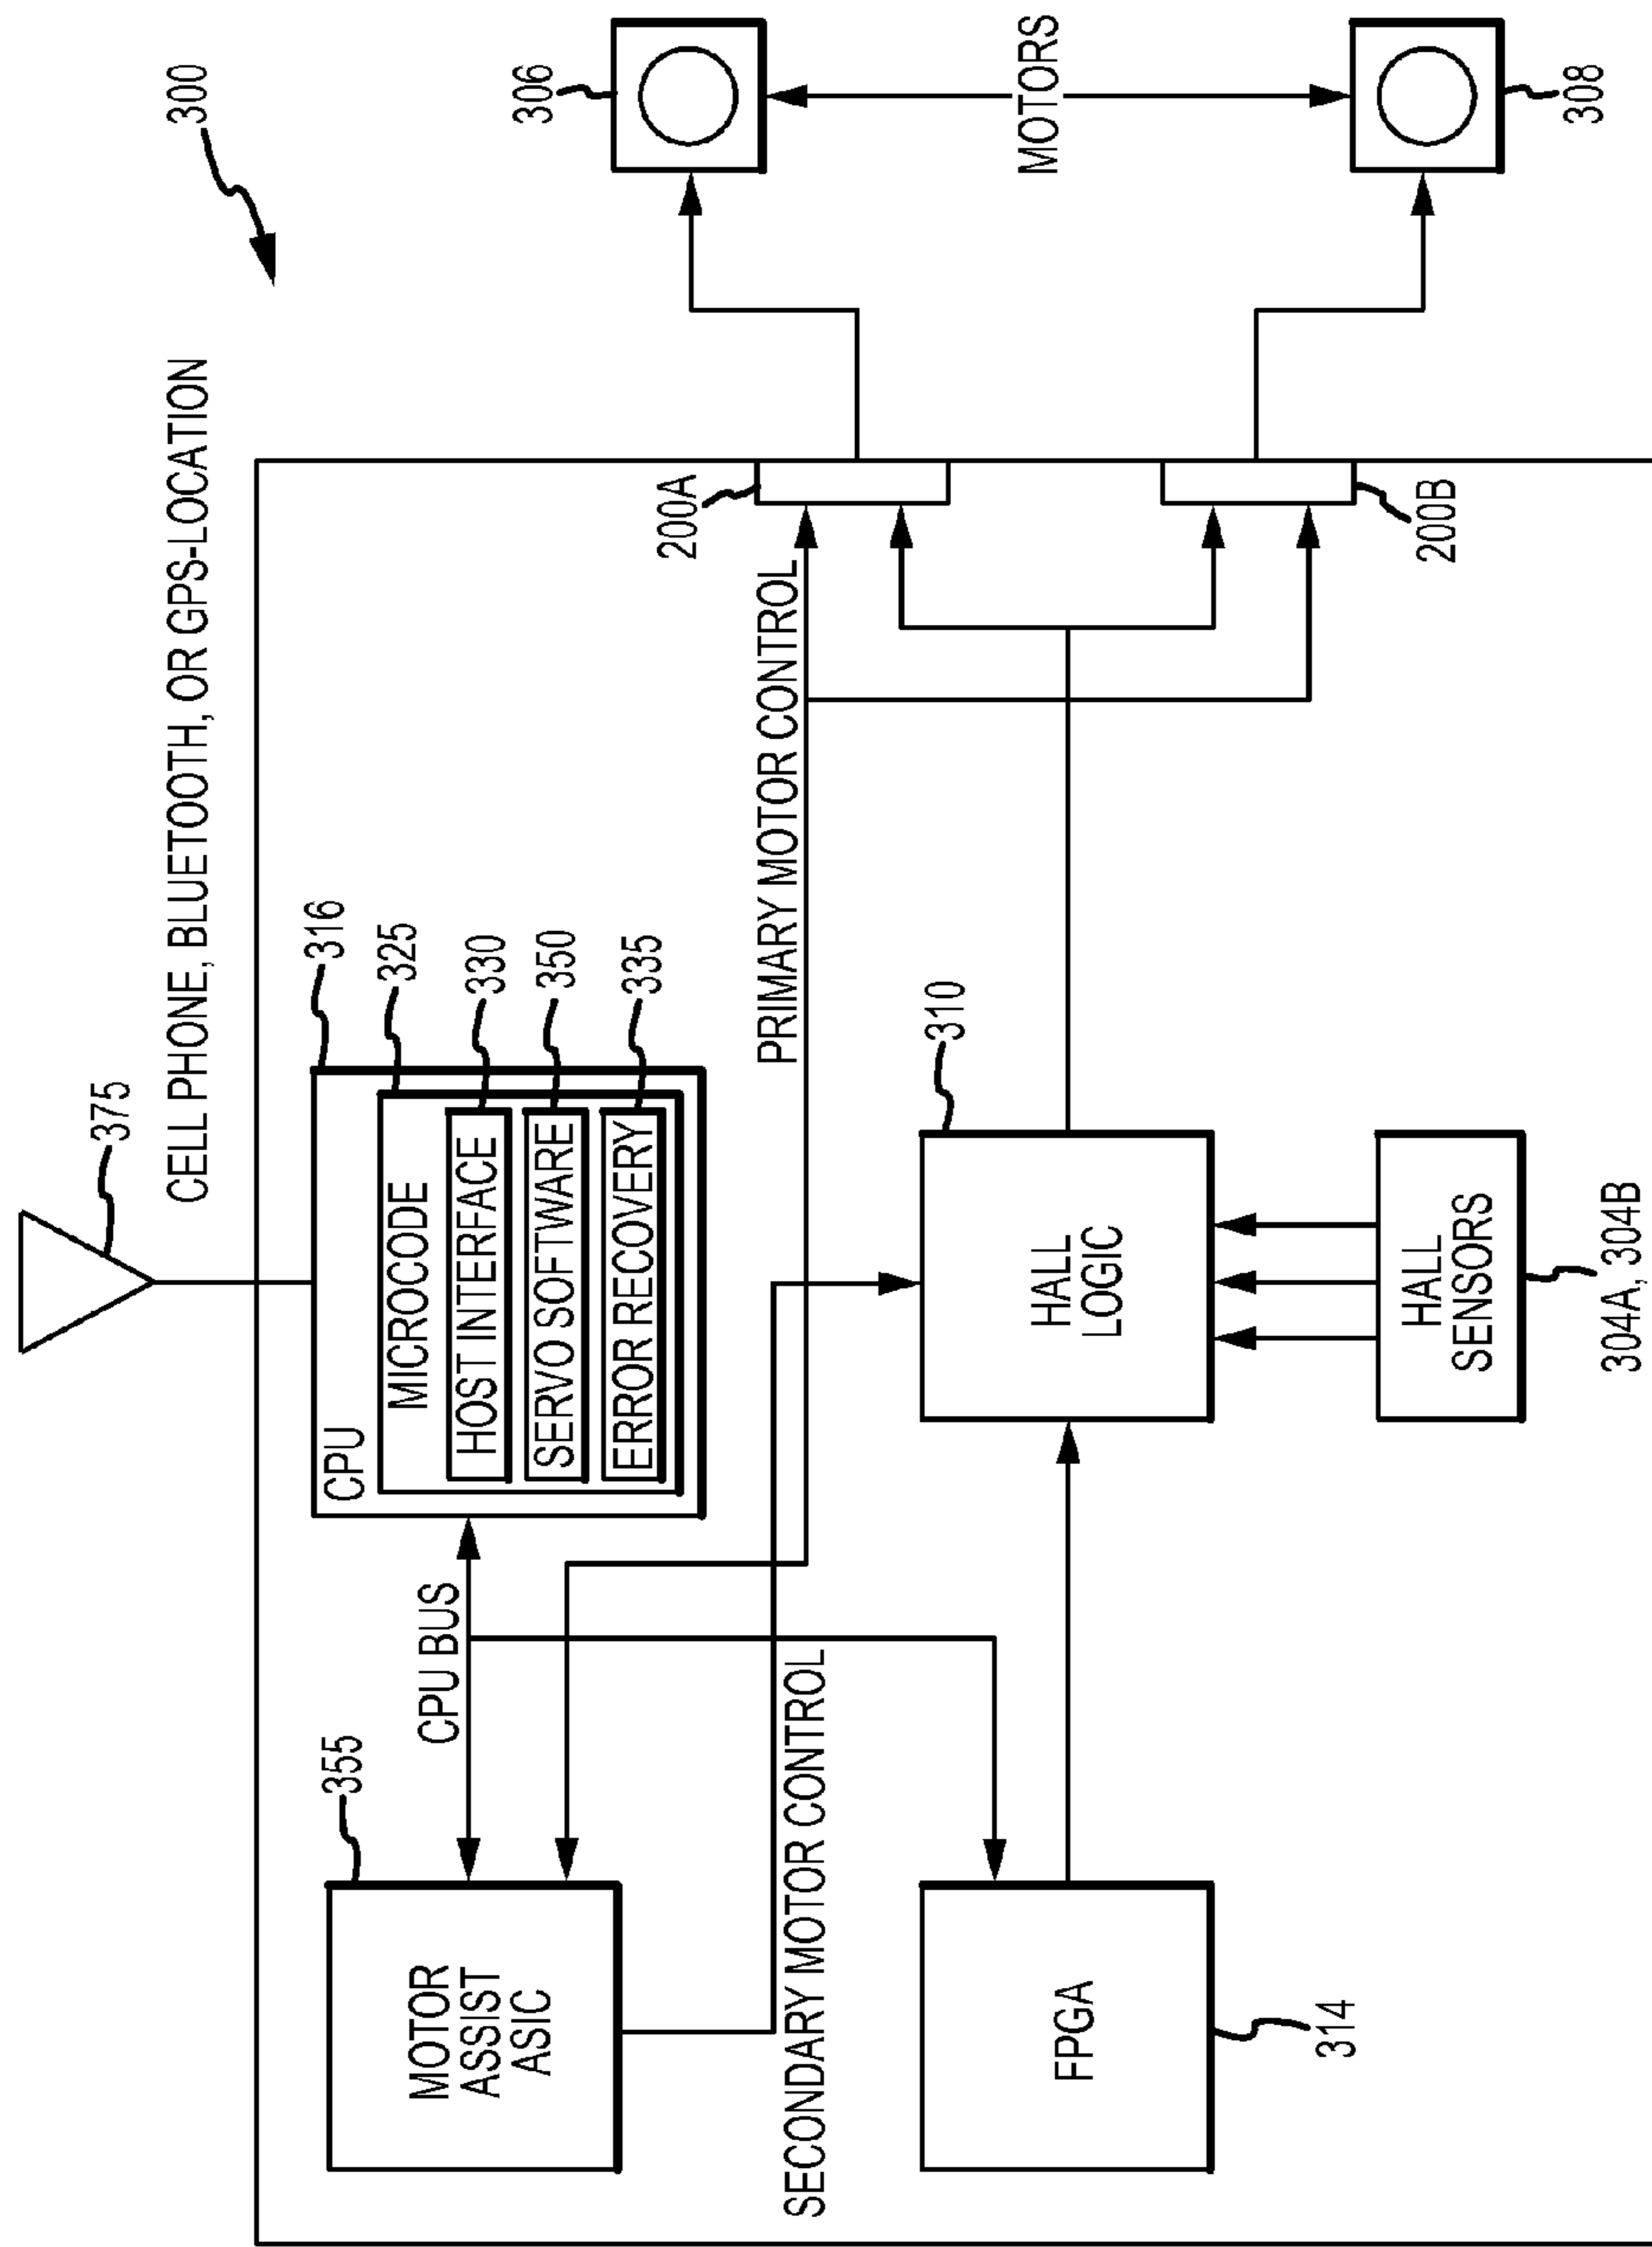 300
375
CELL PHONE, BLUETOOTH, OR GPS-LOCATION
355
CPU BUS
316
325
330
350
335
CPU
MICROCODE
HOST INTERFACE
SERVO SOFTWARE
ERROR RECOVERY
MOTOR
ASSIST
ASIC
PRIMARY MOTOR CONTROL
SECONDARY MOTOR CONTROL
200A
200B
306
MOTORS
308
310
HALL
LOGIC
FPGA
314
HALL
SENSORS
304A, 304B